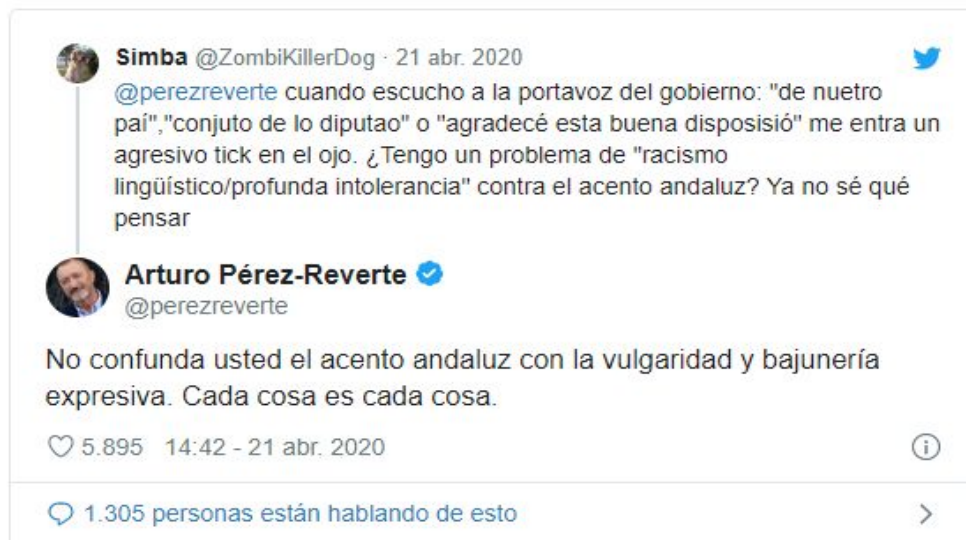 Simba @ZombiKillerDog · 21 abr. 2020
@perezreverte cuando escucho a la portavoz del gobierno: "de nuetro
paí","conjuto de lo diputao" o "agradecé esta buena disposisió" me entra un
agresivo tick en el ojo. ¿Tengo un problema de "racismo
lingüístico/profunda intolerancia" contra el acento andaluz? Ya no sé qué
pensar
Arturo Pérez-Reverte
@perezreverte
No confunda usted el acento andaluz con la vulgaridad y bajunería
expresiva. Cada cosa es cada cosa.
5.895 14:42 - 21 abr. 2020
1.305 personas están hablando de esto